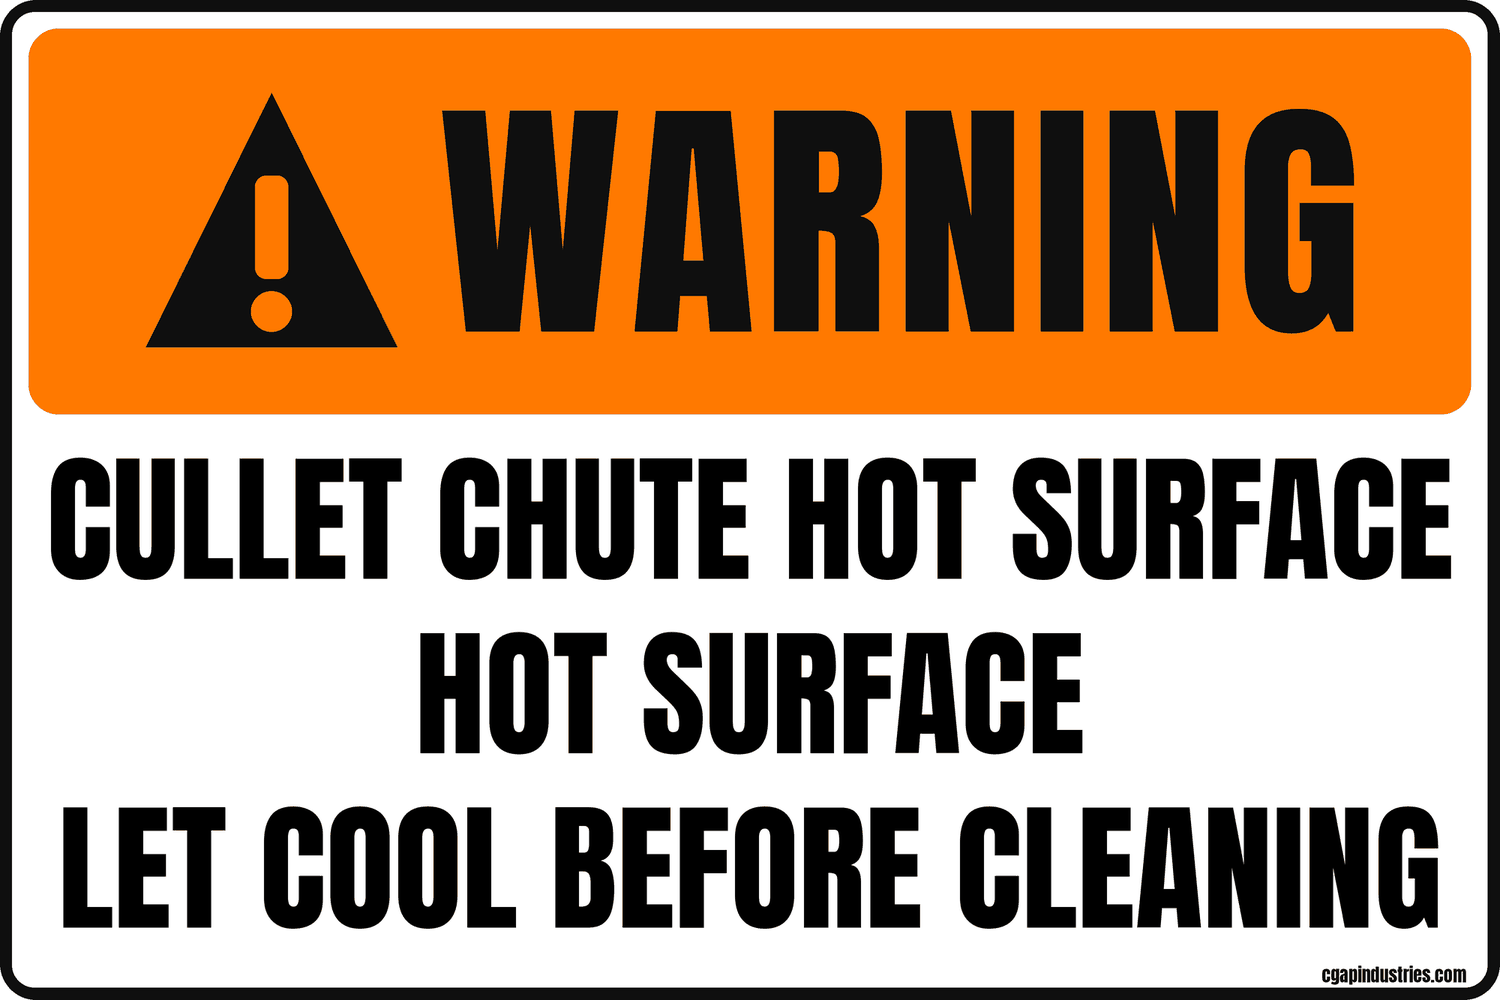 WARNING
CULLET CHUTE HOT SURFACE
HOT SURFACE
LET COOL BEFORE CLEANING
cgapindustries.com